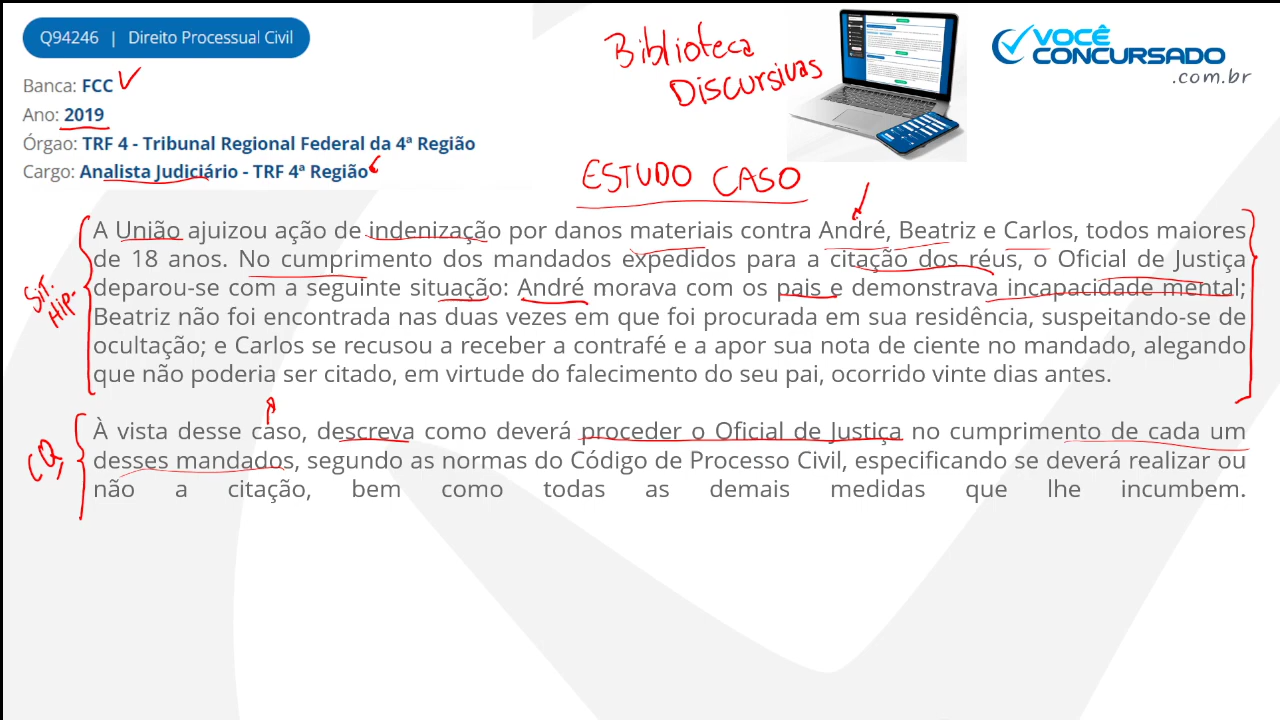 Q94246 | Direito Processual Civil
Biblioteca
Discursivas
VOCÊ
CONCURSADO
.com.br
Banca: FCC
Ano: 2019
Órgao: TRF 4 - Tribunal Regional Federal da 4ª Região
Cargo: Analista Judiciário - TRF 4ª Região
ESTUDO CASO
A União ajuizou ação de indenização por danos materiais contra André, Beatriz e Carlos, todos maiores
de 18 anos. No cumprimento dos mandados expedidos para a citação dos réus, o Oficial de Justiça
deparou-se com a seguinte situação: André morava com os pais e demonstrava incapacidade mental;
Sit.
Hip.
Beatriz não foi encontrada nas duas vezes em que foi procurada em sua residência, suspeitando-se de
ocultação; e Carlos se recusou a receber a contrafé e a apor sua nota de ciente no mandado, alegando
que não poderia ser citado, em virtude do falecimento do seu pai, ocorrido vinte dias antes.
À vista desse caso, descreva como deverá proceder o Oficial de Justiça no cumprimento de cada um
CQ,
desses mandados, segundo as normas do Código de Processo Civil, especificando se deverá realizar ou
não a citação, bem como todas as demais medidas que lhe incumbem.